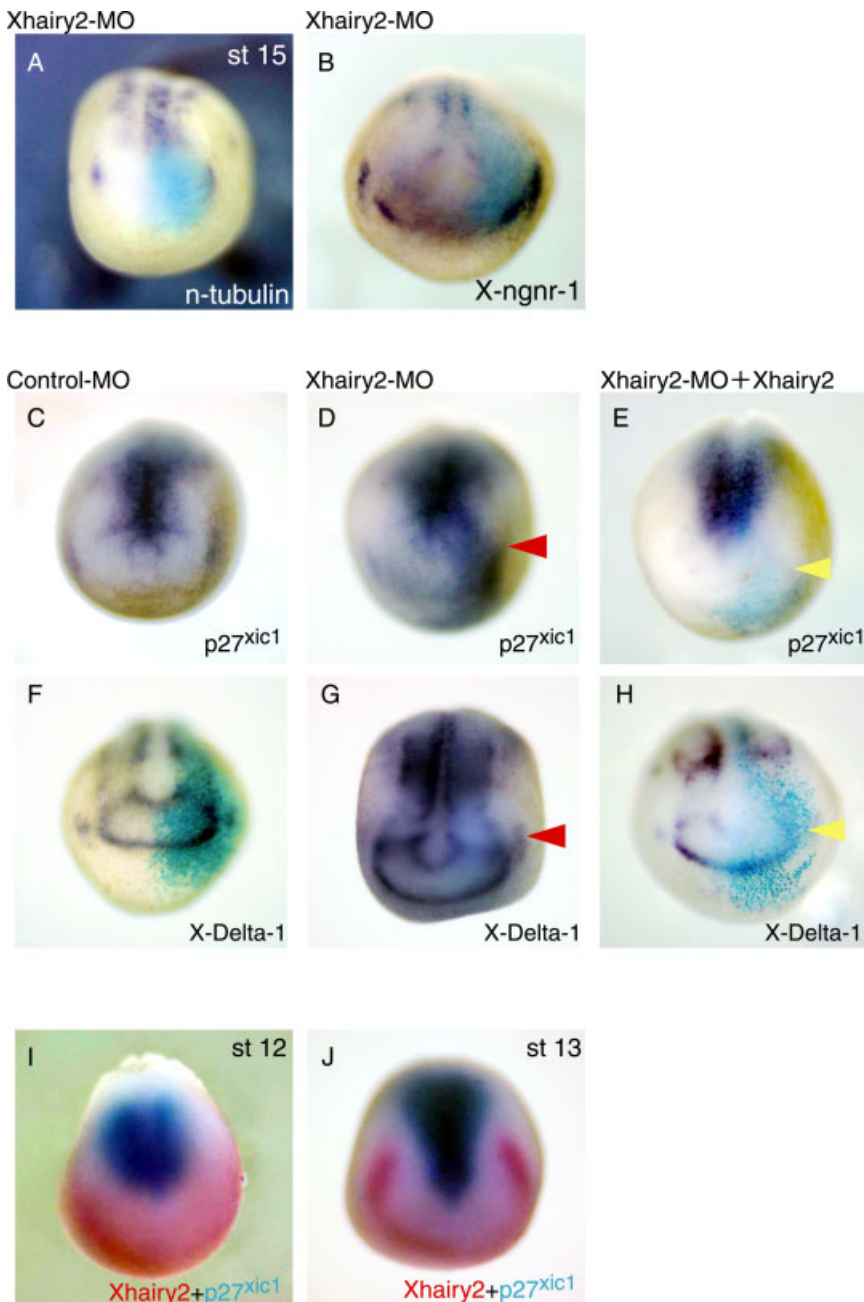 Xhairy2-MO Xhairy2-MO
A st 15 B
n-tubulin X-ngnr-1
Control-MO Xhairy2-MO Xhairy2-MO+Xhairy2
C D E
p27xic1 p27xic1 p27xic1
F G H
X-Delta-1 X-Delta-1 X-Delta-1
I st 12 J st 13
Xhairy2+p27xic1 Xhairy2+p27xic1